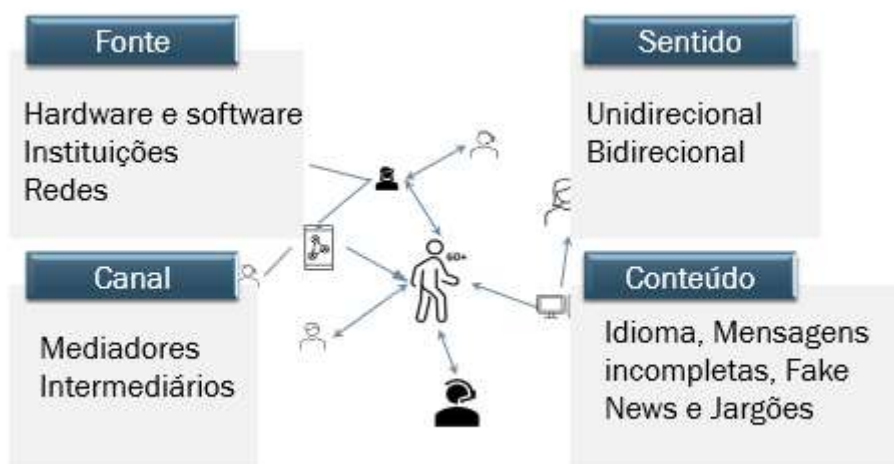 Fonte
Hardware e software
Instituições
Redes
Sentido
Unidirecional
Bidirecional
60+
Canal
Mediadores
Intermediários
Conteúdo
Idioma, Mensagens
incompletas, Fake
News e Jargões